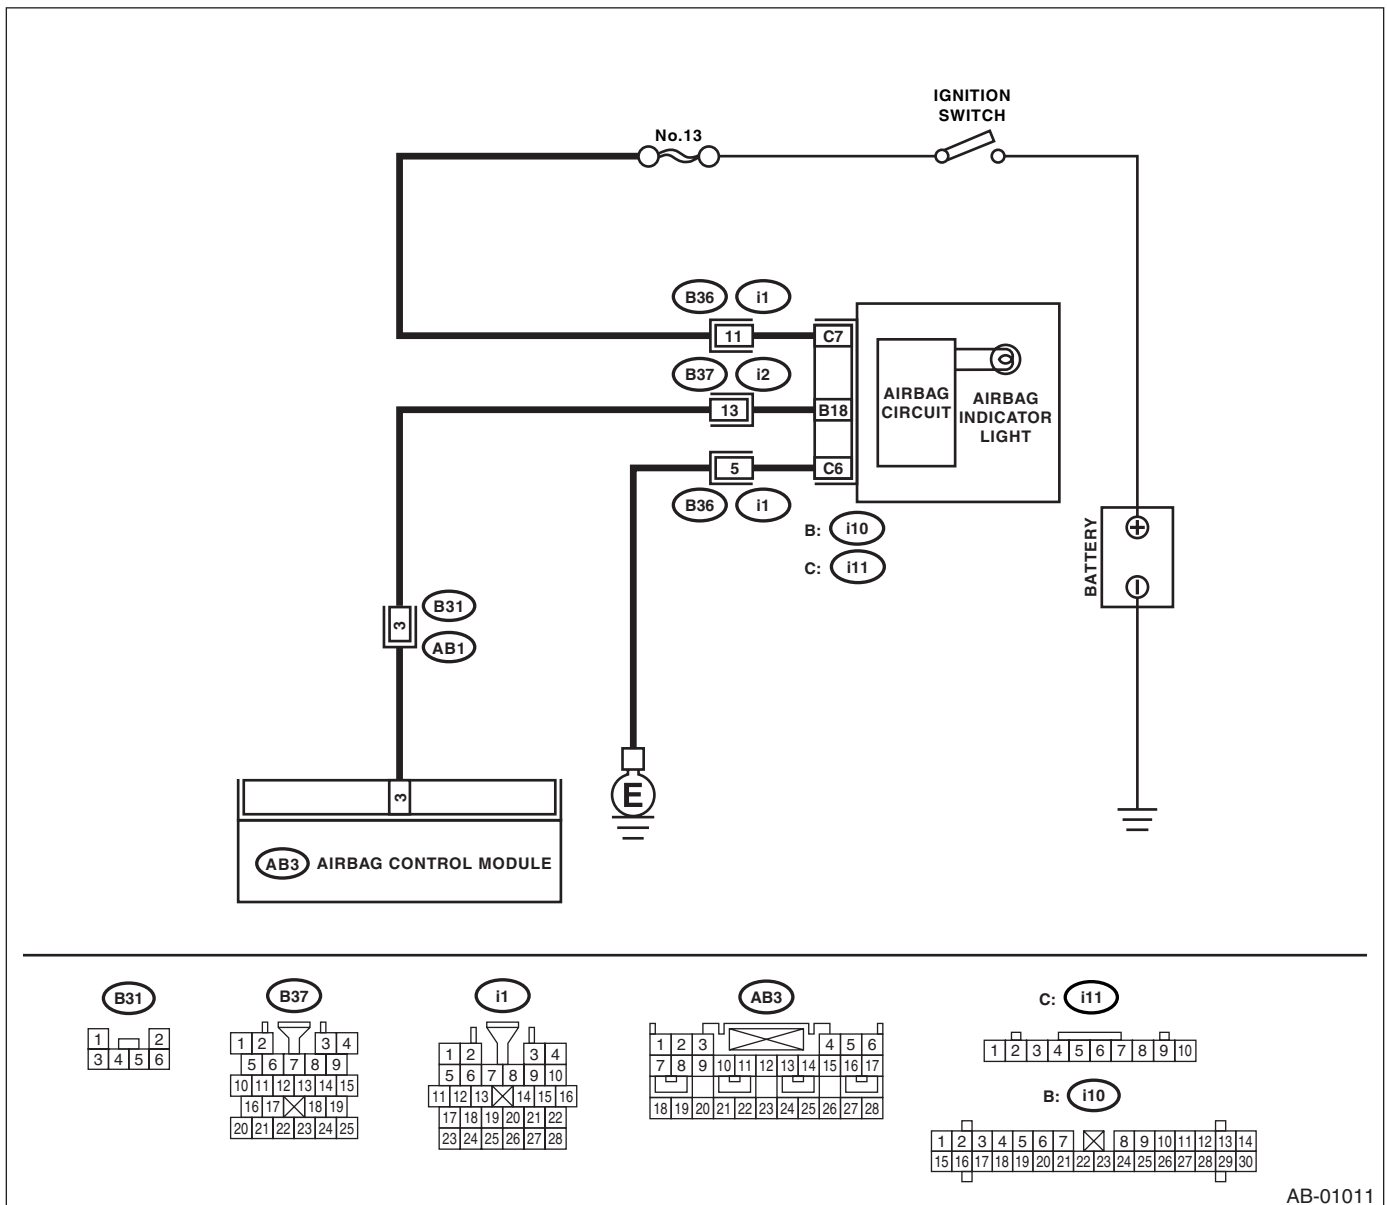 IGNITION
SWITCH
No.13
B36 i1
11 C7
B37 i2
13 B18
AIRBAG
CIRCUIT
AIRBAG
INDICATOR
LIGHT
5 C6
B36 i1
B: i10
C: i11
BATTERY
+
−
3
B31
AB1
E
3
AB3 AIRBAG CONTROL MODULE
B31
1 2
3 4 5 6
B37
1 2 3 4
5 6 7 8 9
10 11 12 13 14 15
16 17 18 19
20 21 22 23 24 25
i1
1 2 3 4
5 6 7 8 9 10
11 12 13 14 15 16
17 18 19 20 21 22
23 24 25 26 27 28
AB3
1 2 3 4 5 6
7 8 9 10 11 12 13 14 15 16 17
18 19 20 21 22 23 24 25 26 27 28
C: i11
1 2 3 4 5 6 7 8 9 10
B: i10
1 2 3 4 5 6 7 8 9 10 11 12 13 14
15 16 17 18 19 20 21 22 23 24 25 26 27 28 29 30
AB-01011